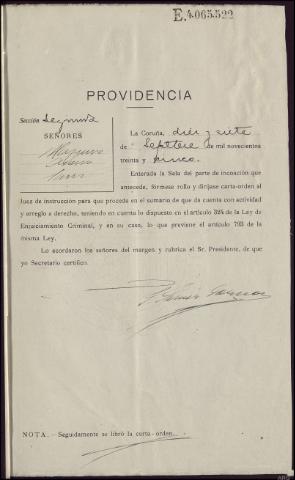 E.4.065.522
PROVIDENCIA
Sección Segunda
SEÑORES
La Coruña, diez y siete
de Septbre de mil novecientos
treinta y cinco.
Enterada la Sala del parte de incoación que
antecede, fórmese rollo y diríjase carta-orden al
Juez de instrucción para que proceda en el sumario de que da cuenta con actividad
y arreglo a derecho, teniendo en cuenta lo dispuesto en el artículo 324 de la Ley de
Enjuiciamiento Criminal, y en su caso, lo que previene el artículo 793 de la
misma Ley.
Lo acordaron los señores del margen y rubrica el Sr. Presidente, de que
yo Secretario certifico.
NOTA.—Seguidamente se libró la carta-orden.